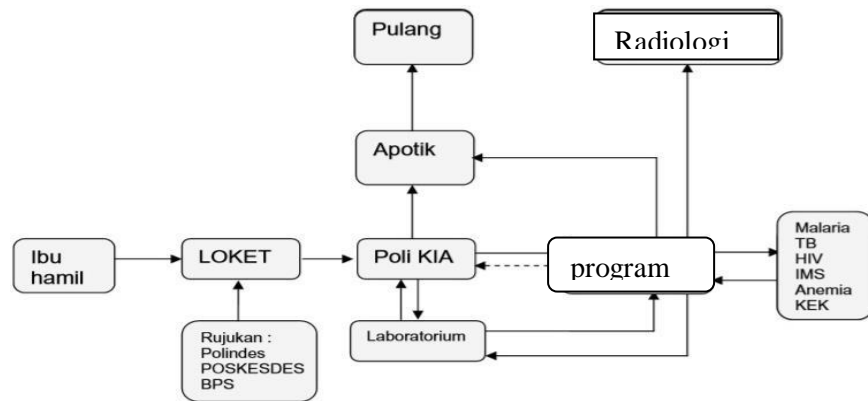 Pulang
Radiologi
Apotik
Ibu
hamil
LOKET
Poli KIA
program
Malaria
TB
HIV
IMS
Anemia
KEK
Rujukan :
Polindes
POSKESDES
BPS
Laboratorium